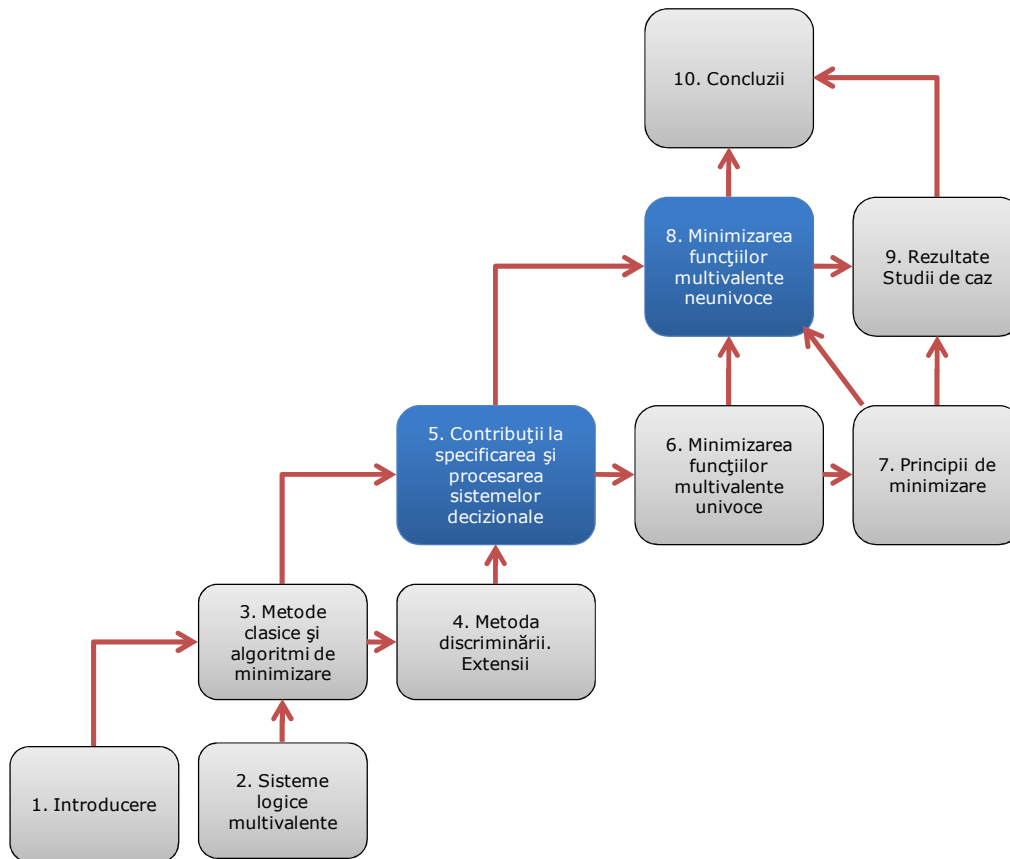 10. Concluzii
8. Minimizarea
funcţiilor
multivalente
neunivoce
9. Rezultate
Studii de caz
5. Contribuţii la
specificarea şi
procesarea
sistemelor
decizionale
6. Minimizarea
funcţiilor
multivalente
univoce
7. Principii de
minimizare
3. Metode
clasice şi
algoritmi de
minimizare
4. Metoda
discriminării.
Extensii
1. Introducere
2. Sisteme
logice
multivalente